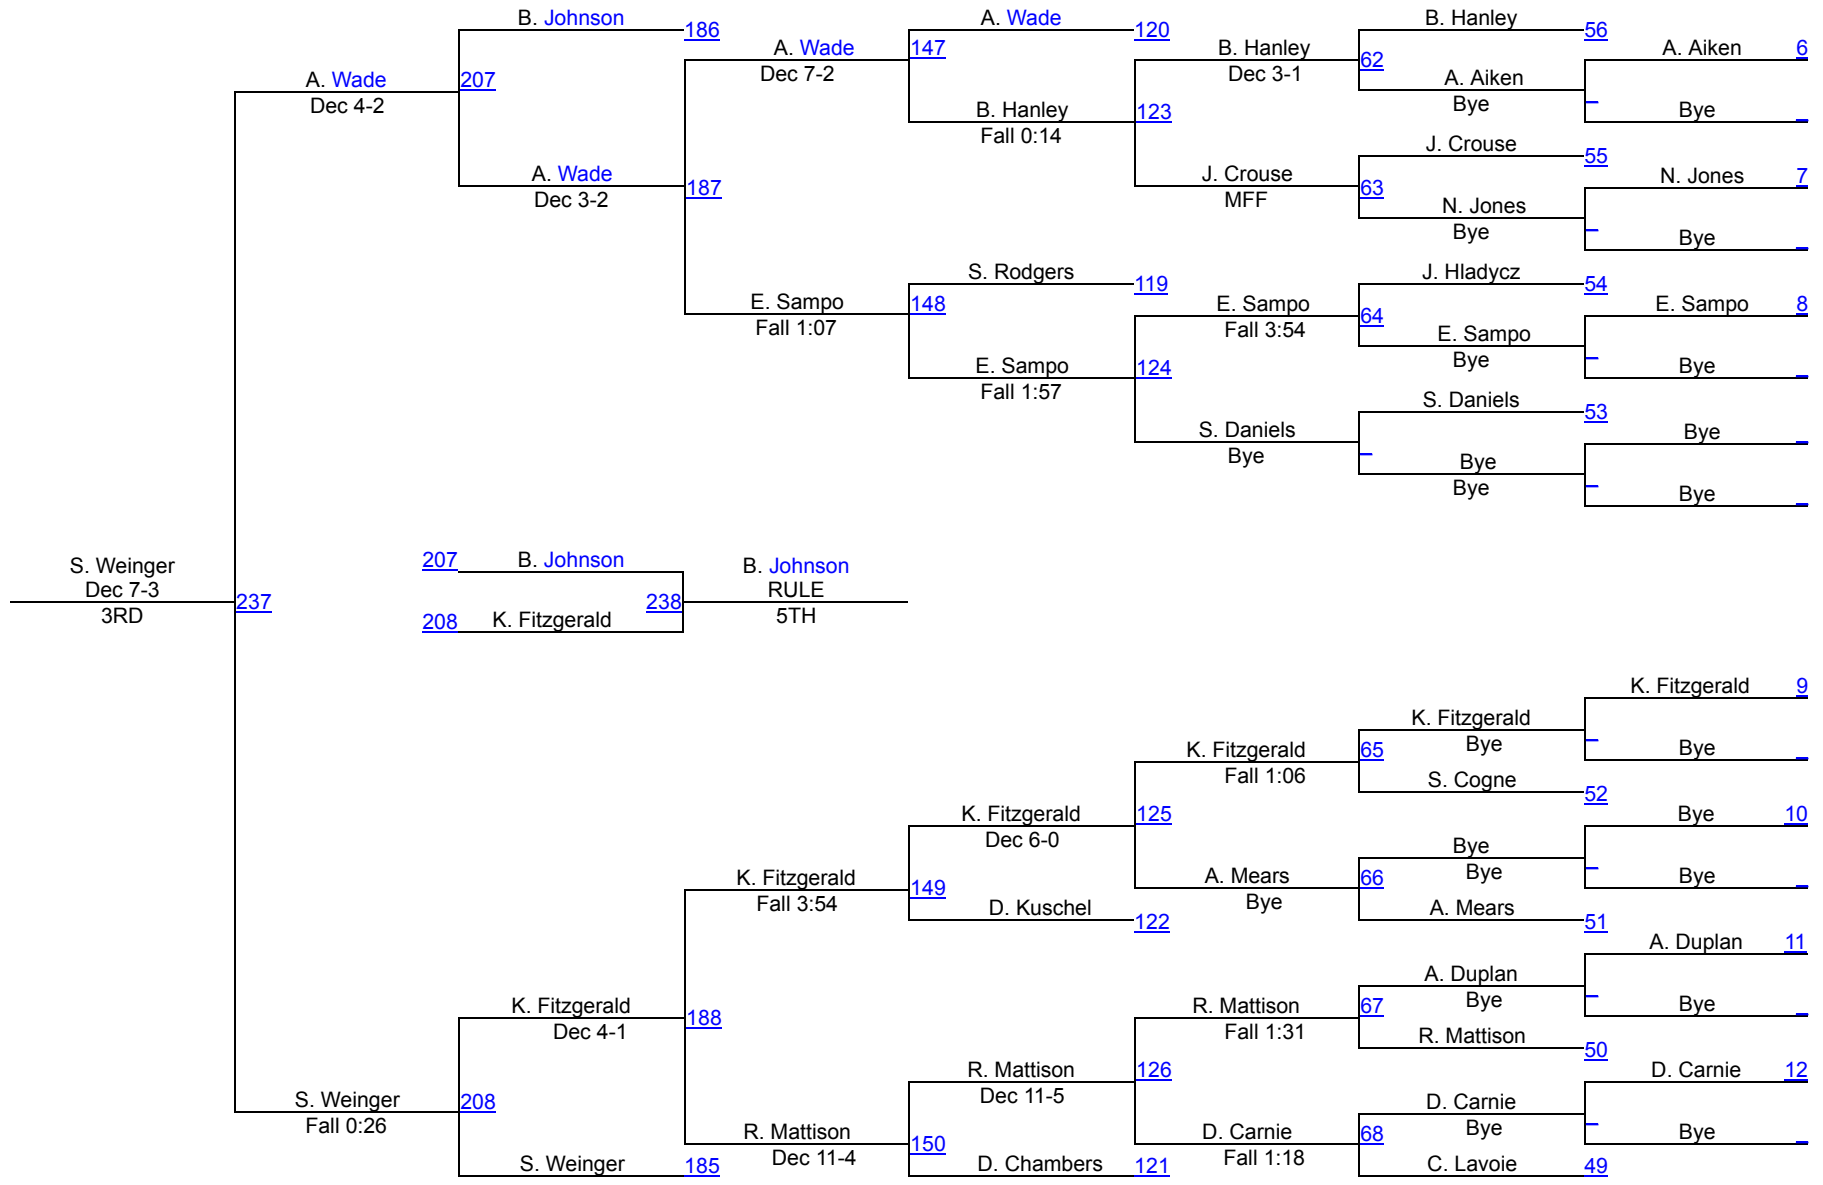 B. Johnson
186
A. Wade
120
B. Hanley
56
A. Wade
Dec 7-2
147
B. Hanley
Dec 3-1
62
A. Aiken
6
A. Wade
Dec 4-2
207
A. Aiken
Bye
_
Bye
_
B. Hanley
Fall 0:14
123
J. Crouse
55
A. Wade
Dec 3-2
187
J. Crouse
MFF
63
N. Jones
7
N. Jones
Bye
_
Bye
_
S. Rodgers
119
J. Hladycz
54
E. Sampo
Fall 1:07
148
E. Sampo
Fall 3:54
64
E. Sampo
8
E. Sampo
Bye
_
Bye
_
E. Sampo
Fall 1:57
124
S. Daniels
53
S. Daniels
Bye
_
Bye
_
Bye
Bye
_
Bye
_
S. Weinger
Dec 7-3
3RD
237
207
B. Johnson
208
K. Fitzgerald
238
B. Johnson
RULE
5TH
K. Fitzgerald
9
K. Fitzgerald
Bye
_
Bye
_
K. Fitzgerald
Fall 1:06
65
S. Cogne
52
K. Fitzgerald
Dec 6-0
125
Bye
10
Bye
Bye
_
Bye
_
K. Fitzgerald
Fall 3:54
149
A. Mears
Bye
66
D. Kuschel
122
A. Mears
51
A. Duplan
11
A. Duplan
Bye
_
Bye
_
K. Fitzgerald
Dec 4-1
188
R. Mattison
Fall 1:31
67
R. Mattison
50
R. Mattison
Dec 11-5
126
D. Carnie
12
S. Weinger
Fall 0:26
208
D. Carnie
Bye
_
Bye
_
R. Mattison
Dec 11-4
150
D. Carnie
Fall 1:18
68
S. Weinger
185
D. Chambers
121
C. Lavoie
49